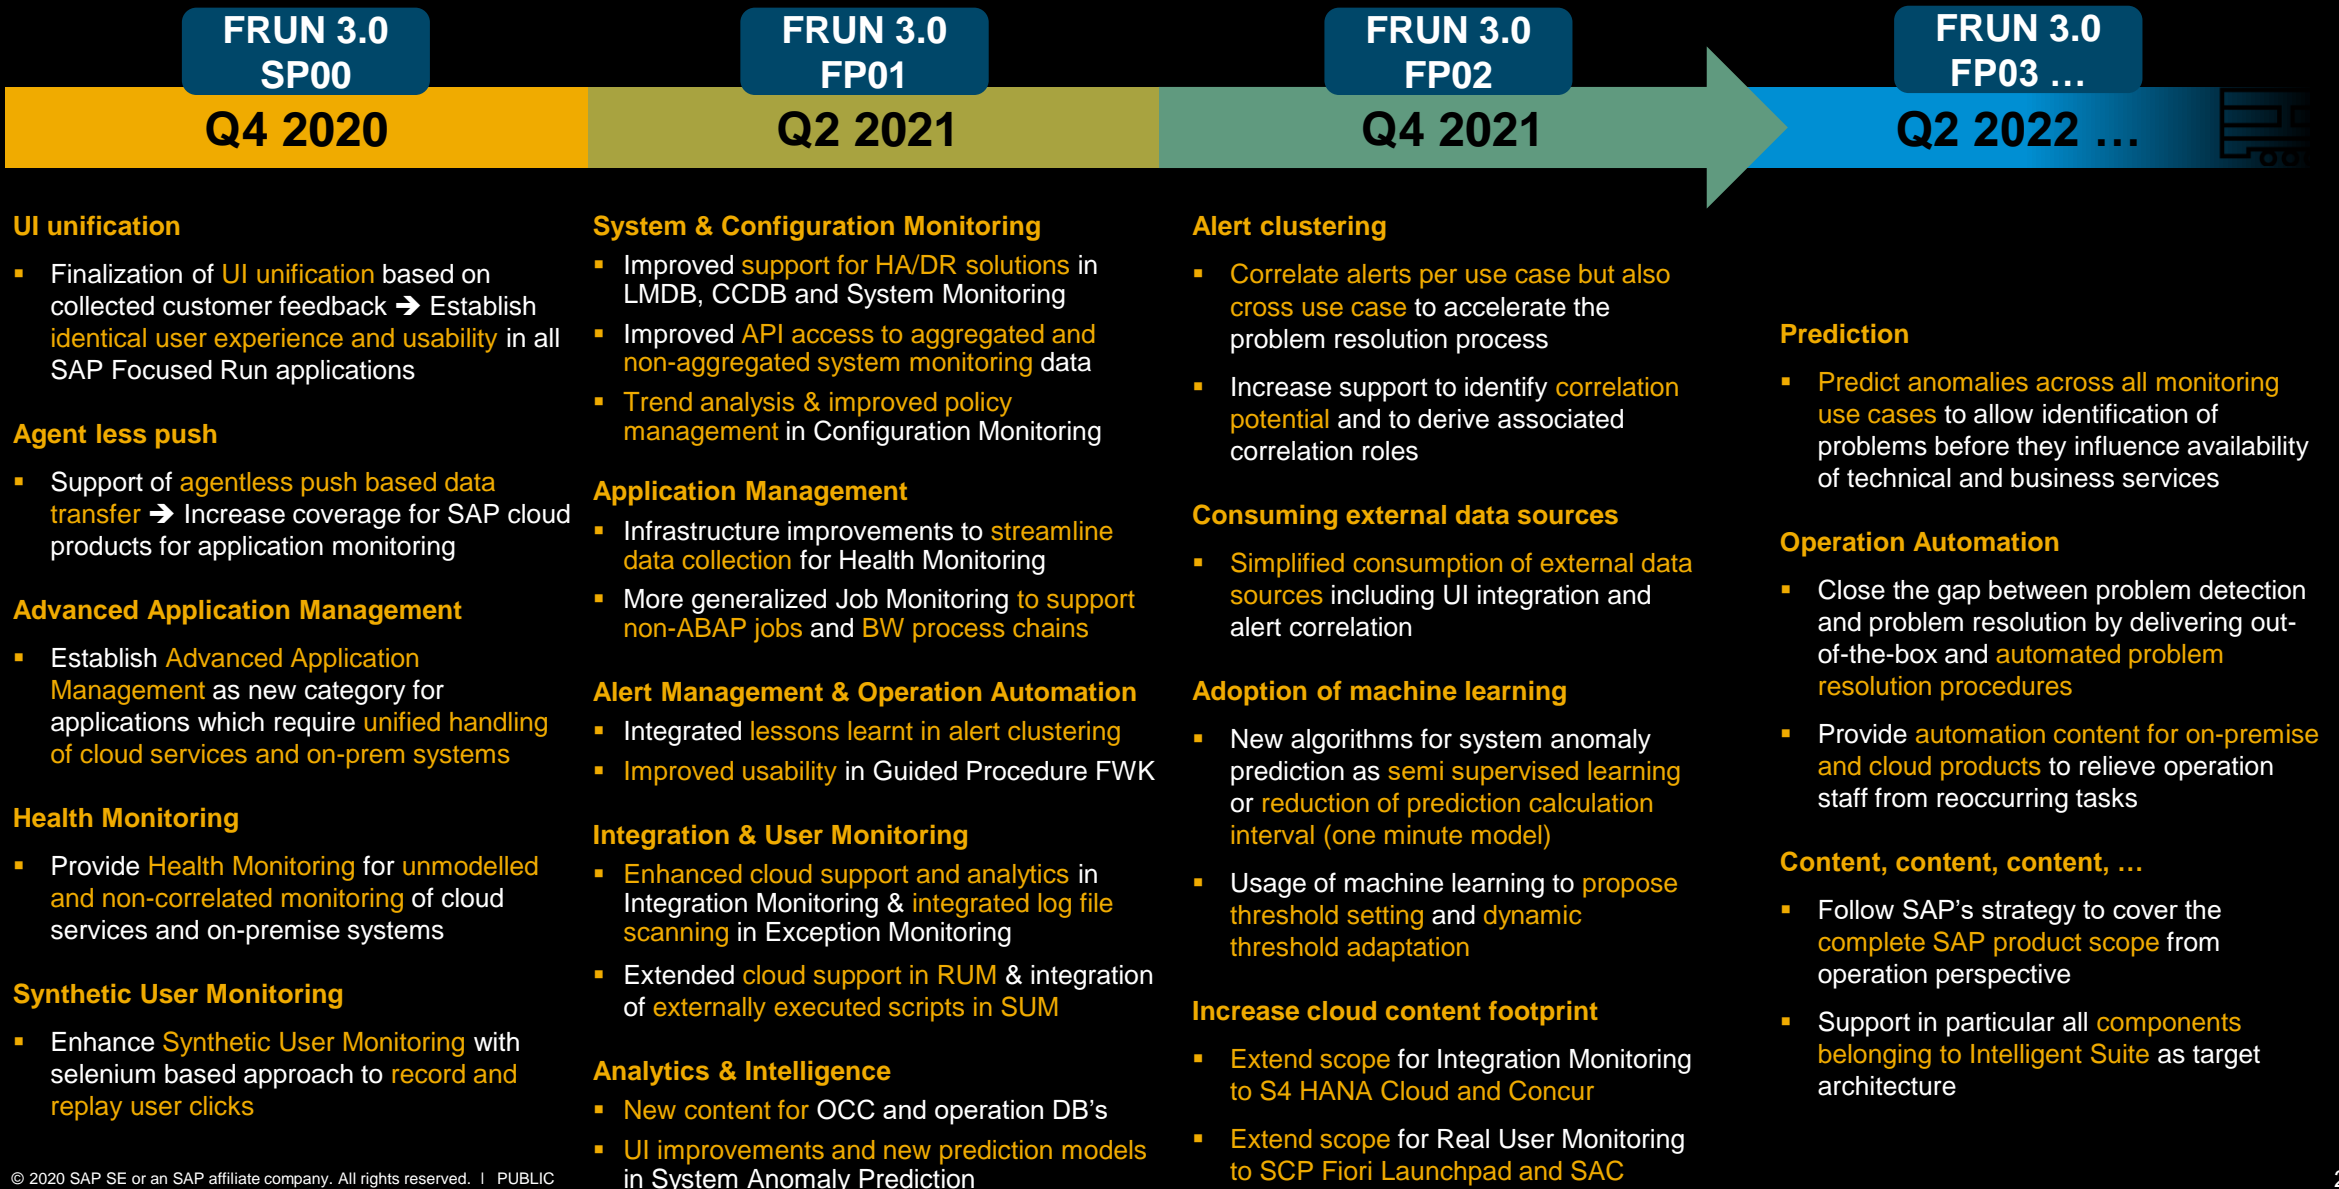 FRUN 3.0
SP00
FRUN 3.0
FP01
FRUN 3.0
FP02
FRUN 3.0
FP03 …
Q4 2020
Q2 2021
Q4 2021
Q2 2022 …
UI unification
▪ Finalization of UI unification based on
collected customer feedback ➔ Establish
identical user experience and usability in all
SAP Focused Run applications
Agent less push
▪ Support of agentless push based data
transfer ➔ Increase coverage for SAP cloud
products for application monitoring
Advanced Application Management
▪ Establish Advanced Application
Management as new category for
applications which require unified handling
of cloud services and on-prem systems
Health Monitoring
▪ Provide Health Monitoring for unmodelled
and non-correlated monitoring of cloud
services and on-premise systems
Synthetic User Monitoring
▪ Enhance Synthetic User Monitoring with
selenium based approach to record and
replay user clicks
System & Configuration Monitoring
▪ Improved support for HA/DR solutions in
LMDB, CCDB and System Monitoring
▪ Improved API access to aggregated and
non-aggregated system monitoring data
▪ Trend analysis & improved policy
management in Configuration Monitoring
Application Management
▪ Infrastructure improvements to streamline
data collection for Health Monitoring
▪ More generalized Job Monitoring to support
non-ABAP jobs and BW process chains
Alert Management & Operation Automation
▪ Integrated lessons learnt in alert clustering
▪ Improved usability in Guided Procedure FWK
Integration & User Monitoring
▪ Enhanced cloud support and analytics in
Integration Monitoring & integrated log file
scanning in Exception Monitoring
▪ Extended cloud support in RUM & integration
of externally executed scripts in SUM
Analytics & Intelligence
▪ New content for OCC and operation DB's
▪ UI improvements and new prediction models
in System Anomaly Prediction
Alert clustering
▪ Correlate alerts per use case but also
cross use case to accelerate the
problem resolution process
▪ Increase support to identify correlation
potential and to derive associated
correlation roles
Consuming external data sources
▪ Simplified consumption of external data
sources including UI integration and
alert correlation
Adoption of machine learning
▪ New algorithms for system anomaly
prediction as semi supervised learning
or reduction of prediction calculation
interval (one minute model)
▪ Usage of machine learning to propose
threshold setting and dynamic
threshold adaptation
Increase cloud content footprint
▪ Extend scope for Integration Monitoring
to S4 HANA Cloud and Concur
▪ Extend scope for Real User Monitoring
to SCP Fiori Launchpad and SAC
Prediction
▪ Predict anomalies across all monitoring
use cases to allow identification of
problems before they influence availability
of technical and business services
Operation Automation
▪ Close the gap between problem detection
and problem resolution by delivering out-
of-the-box and automated problem
resolution procedures
▪ Provide automation content for on-premise
and cloud products to relieve operation
staff from reoccurring tasks
Content, content, content, …
▪ Follow SAP's strategy to cover the
complete SAP product scope from
operation perspective
▪ Support in particular all components
belonging to Intelligent Suite as target
architecture
© 2020 SAP SE or an SAP affiliate company. All rights reserved. ǀ PUBLIC